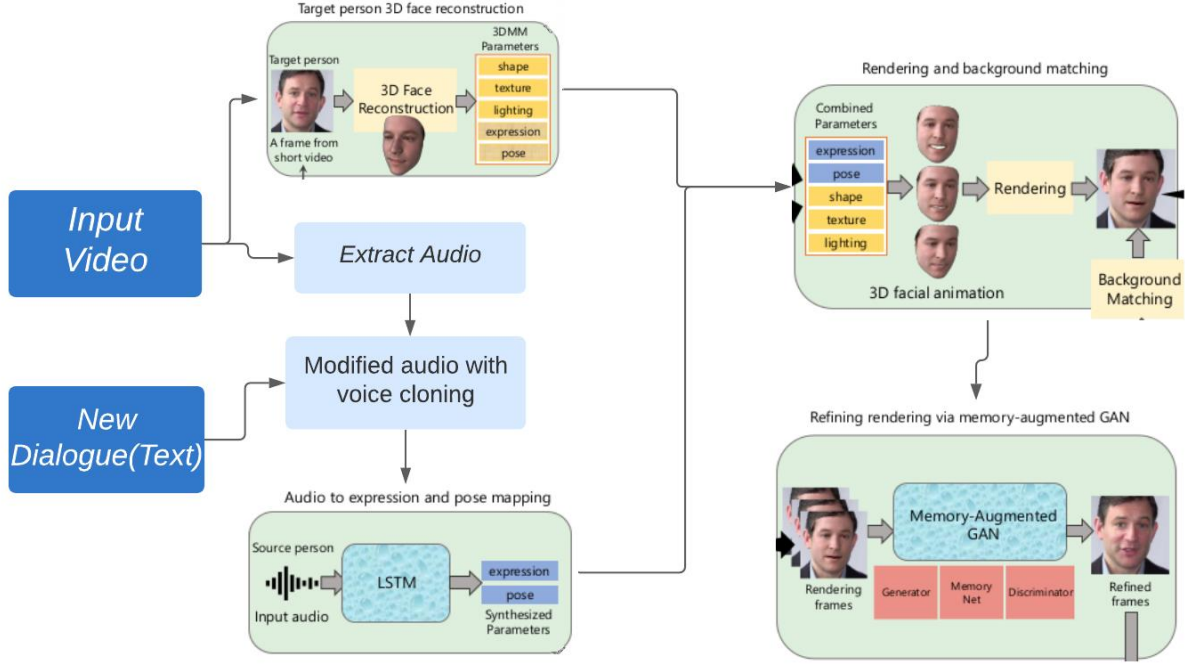 Target person 3D face reconstruction
3DMM
Parameters
Target person
3D Face
Reconstruction
shape
texture
lighting
expression
pose
A frame from
short video
Input
Video
Extract Audio
Modified audio with
voice cloning
New
Dialogue(Text)
Audio to expression and pose mapping
Source person
Input audio
LSTM
expression
pose
Synthesized
Parameters
Rendering and background matching
Combined
Parameters
expression
pose
shape
texture
lighting
Rendering
3D facial animation
Background
Matching
Refining rendering via memory-augmented GAN
Memory-Augmented
GAN
Rendering
frames
Generator
Memory
Net
Discriminator
Refined
frames